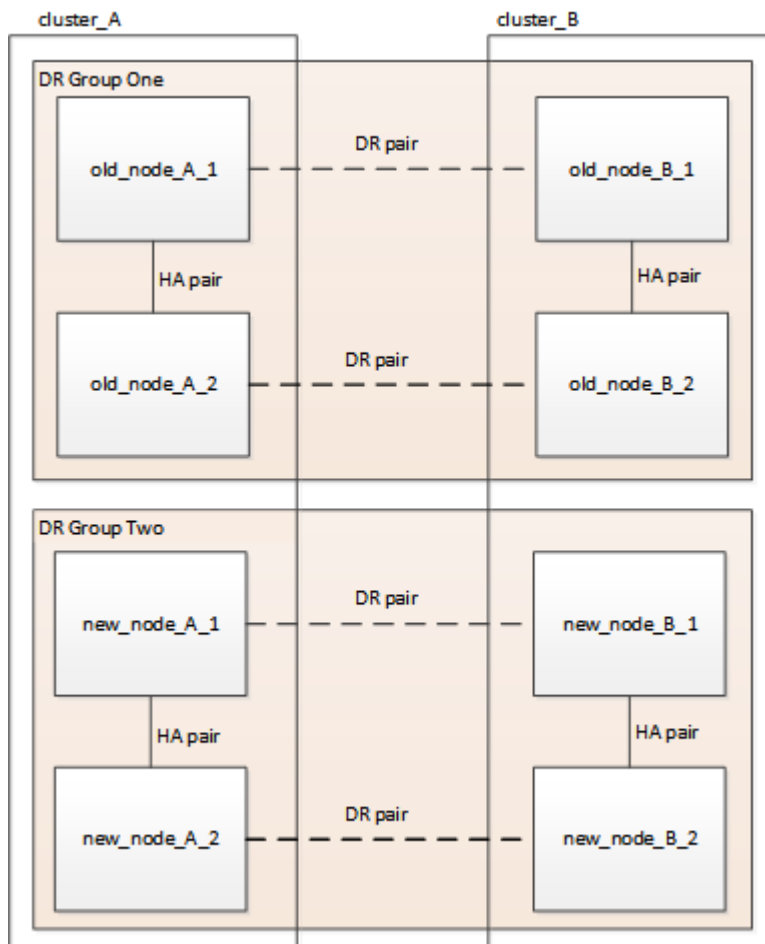 cluster_A
cluster_B
DR Group One
old_node_A_1
DR pair
old_node_B_1
HA pair
HA pair
old_node_A_2
DR pair
old_node_B_2
DR Group Two
new_node_A_1
DR pair
new_node_B_1
HA pair
HA pair
new_node_A_2
DR pair
new_node_B_2